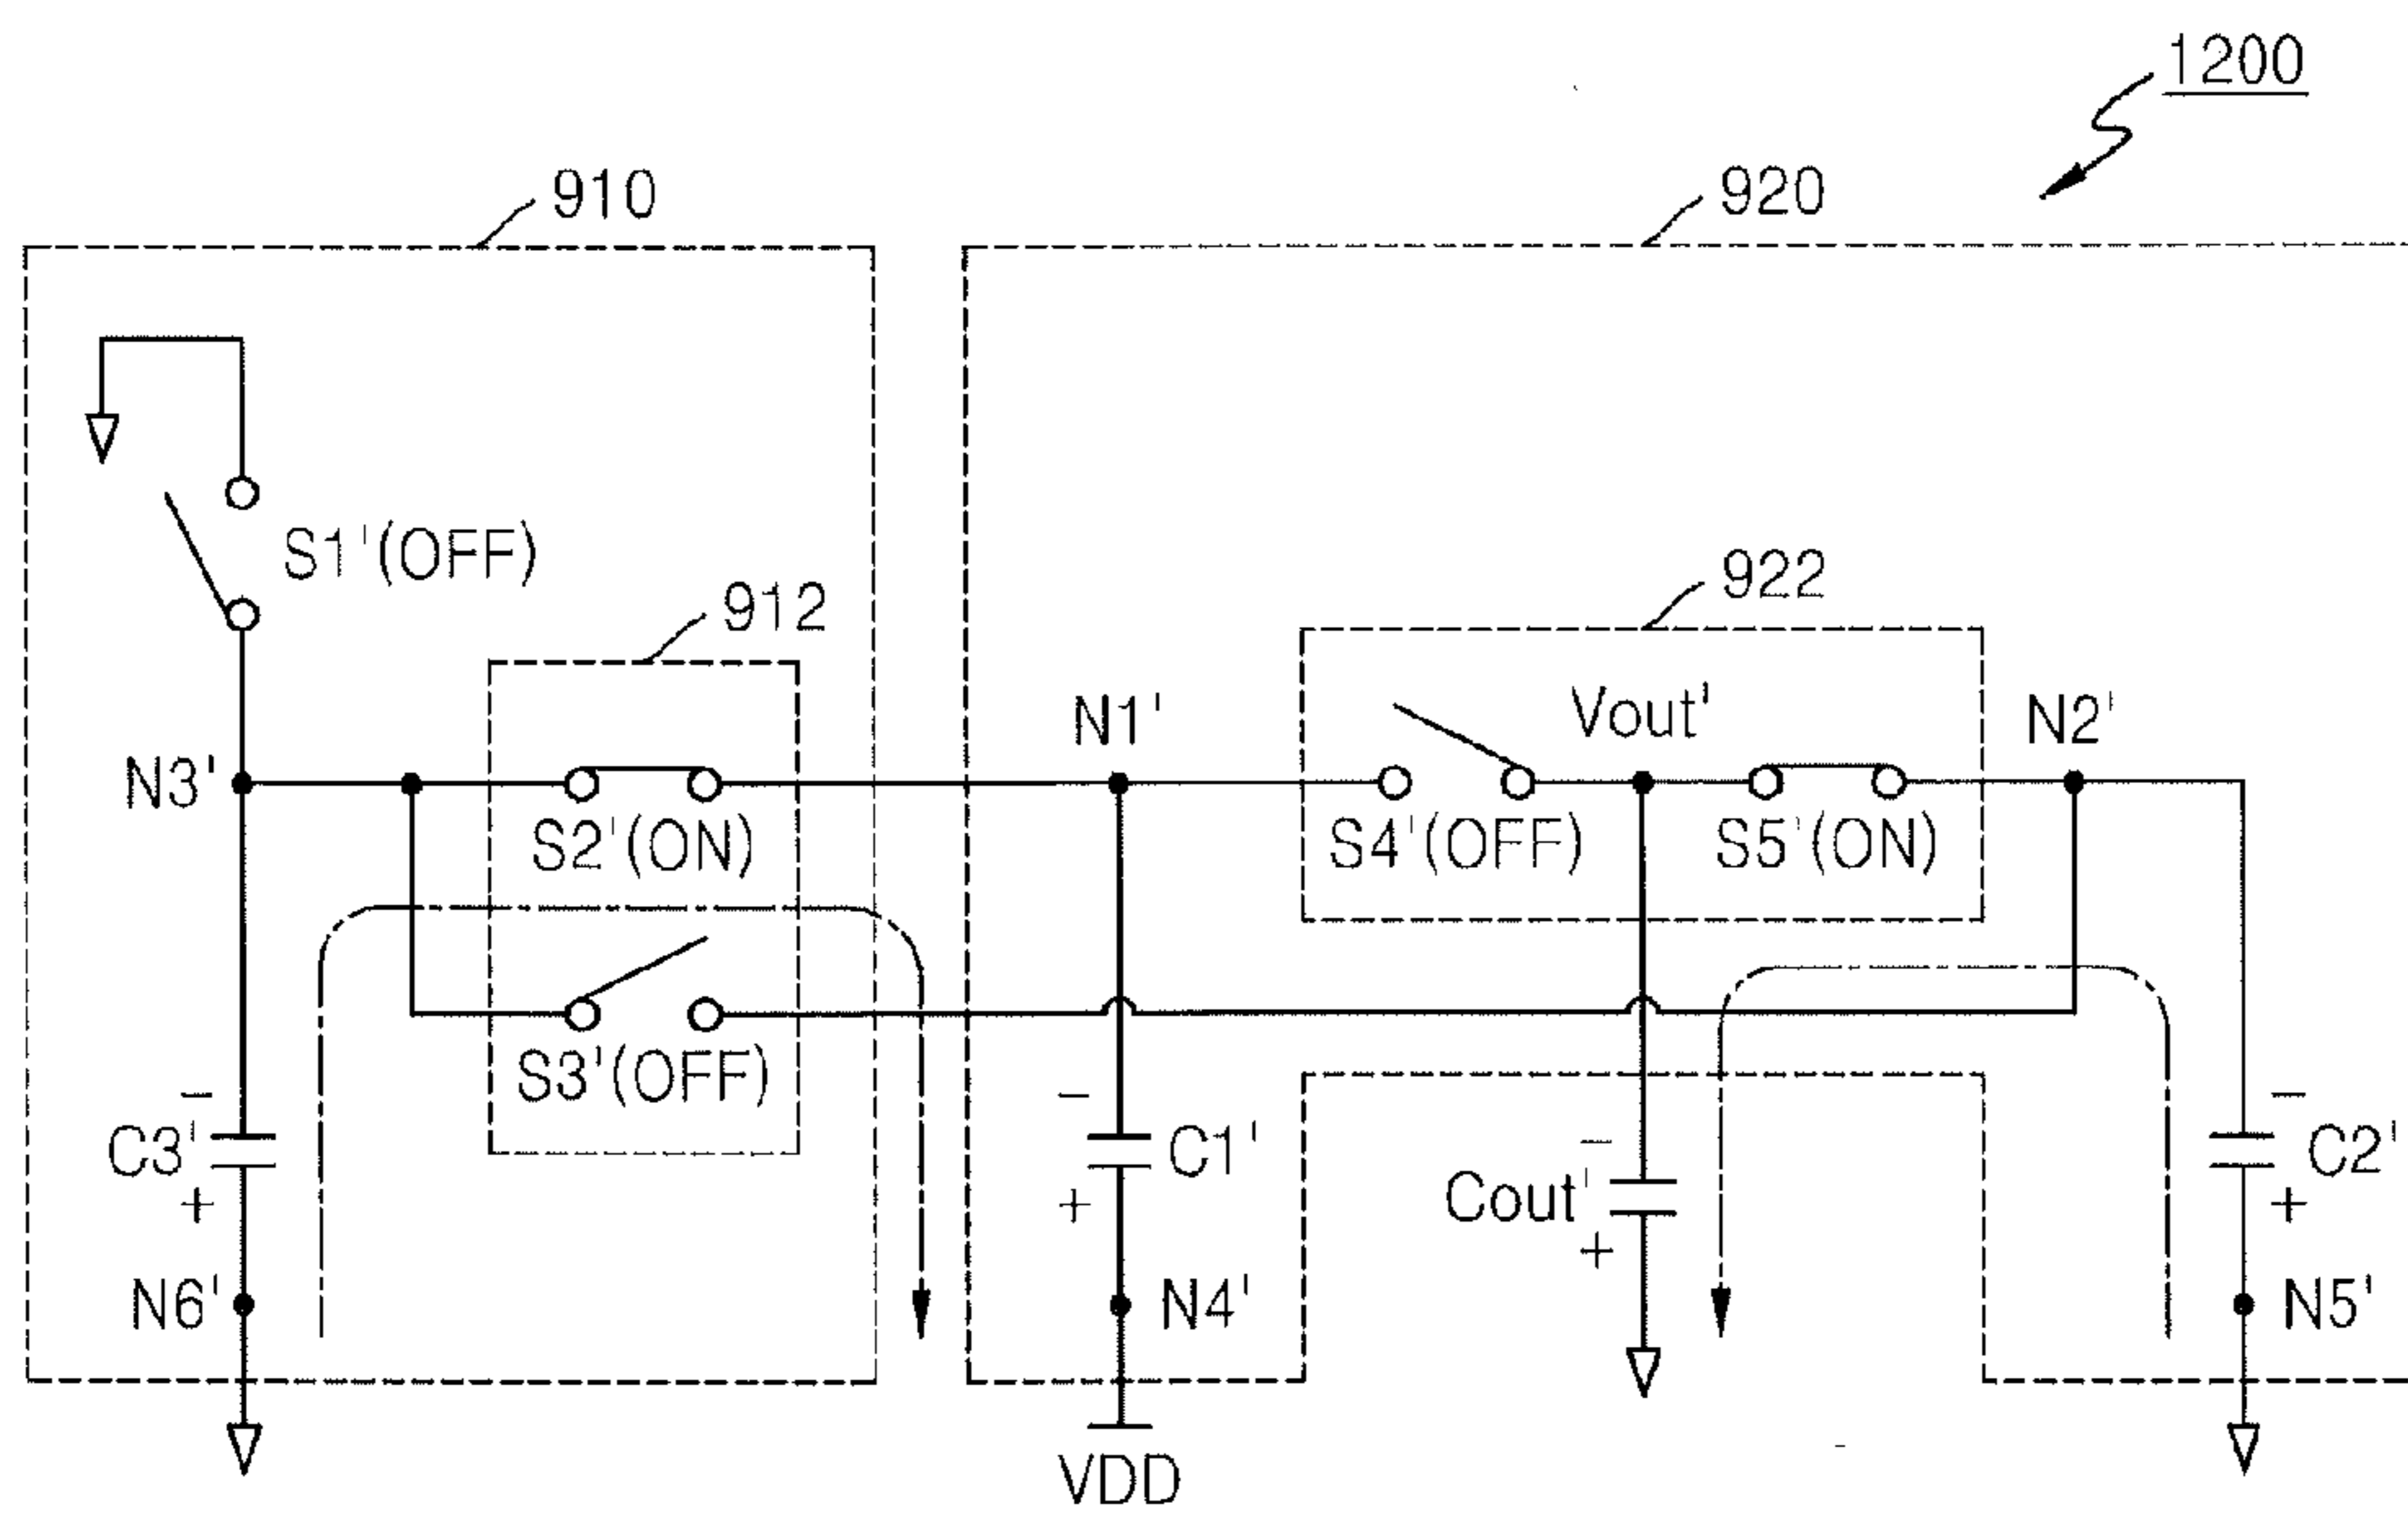 1200
910
920
S1'(OFF)
912
922
N3'
S2'(ON)
N1'
S4'(OFF)
Vout'
S5'(ON)
N2'
S3'(OFF)
−
C3'
+
−
C1'
+
−
Cout'
+
−
C2'
+
N6'
N4'
N5'
VDD